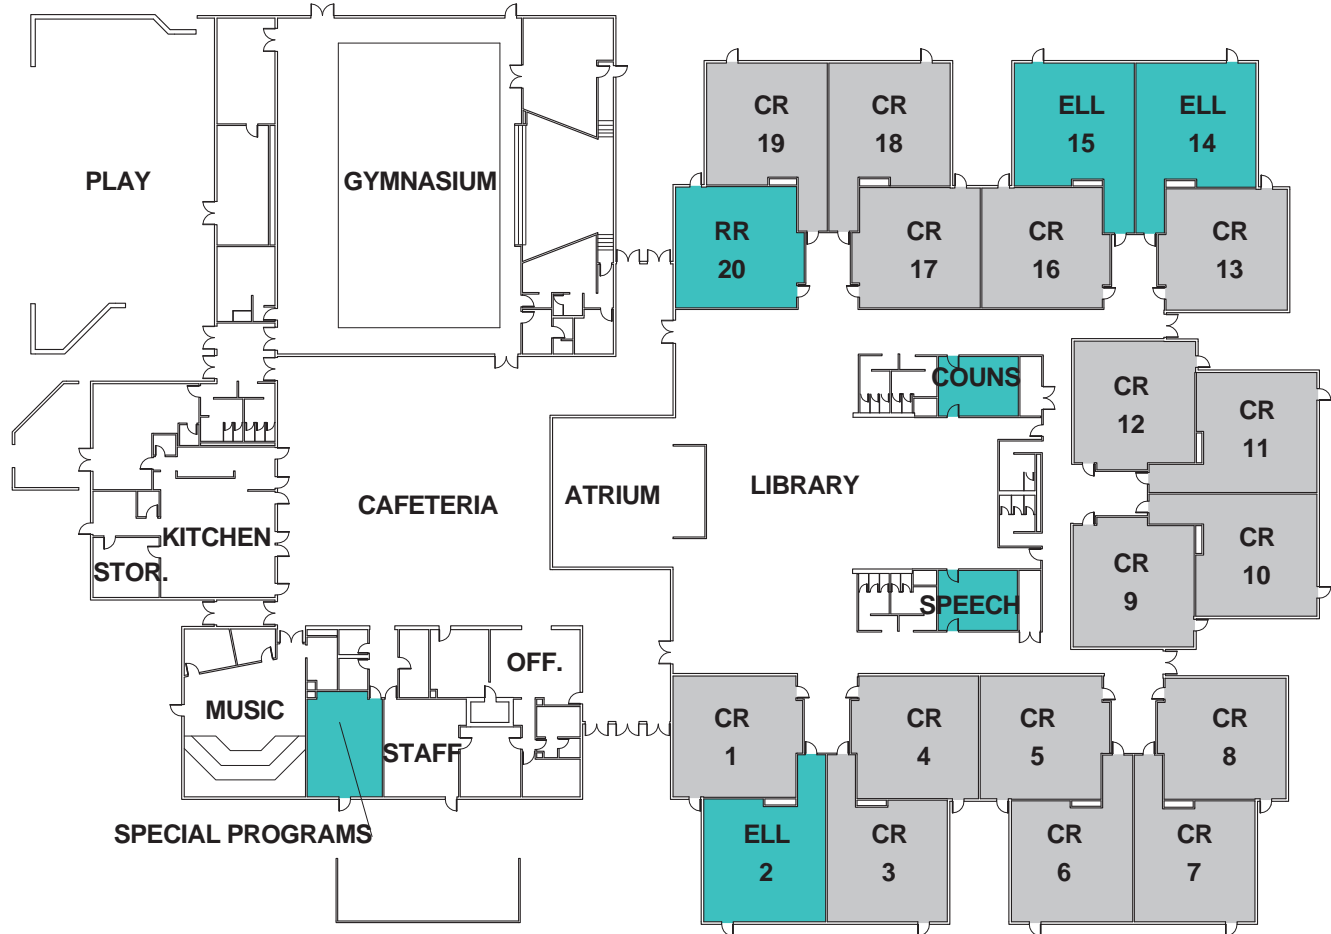 CR
19
CR
18
ELL
15
ELL
14
PLAY
GYMNASIUM
RR
20
CR
17
CR
16
CR
13
COUNS
CR
12
CR
11
CAFETERIA
ATRIUM
LIBRARY
KITCHEN
STOR.
CR
9
CR
10
SPEECH
OFF.
MUSIC
STAFF
CR
1
CR
4
CR
5
CR
8
SPECIAL PROGRAMS
ELL
2
CR
3
CR
6
CR
7